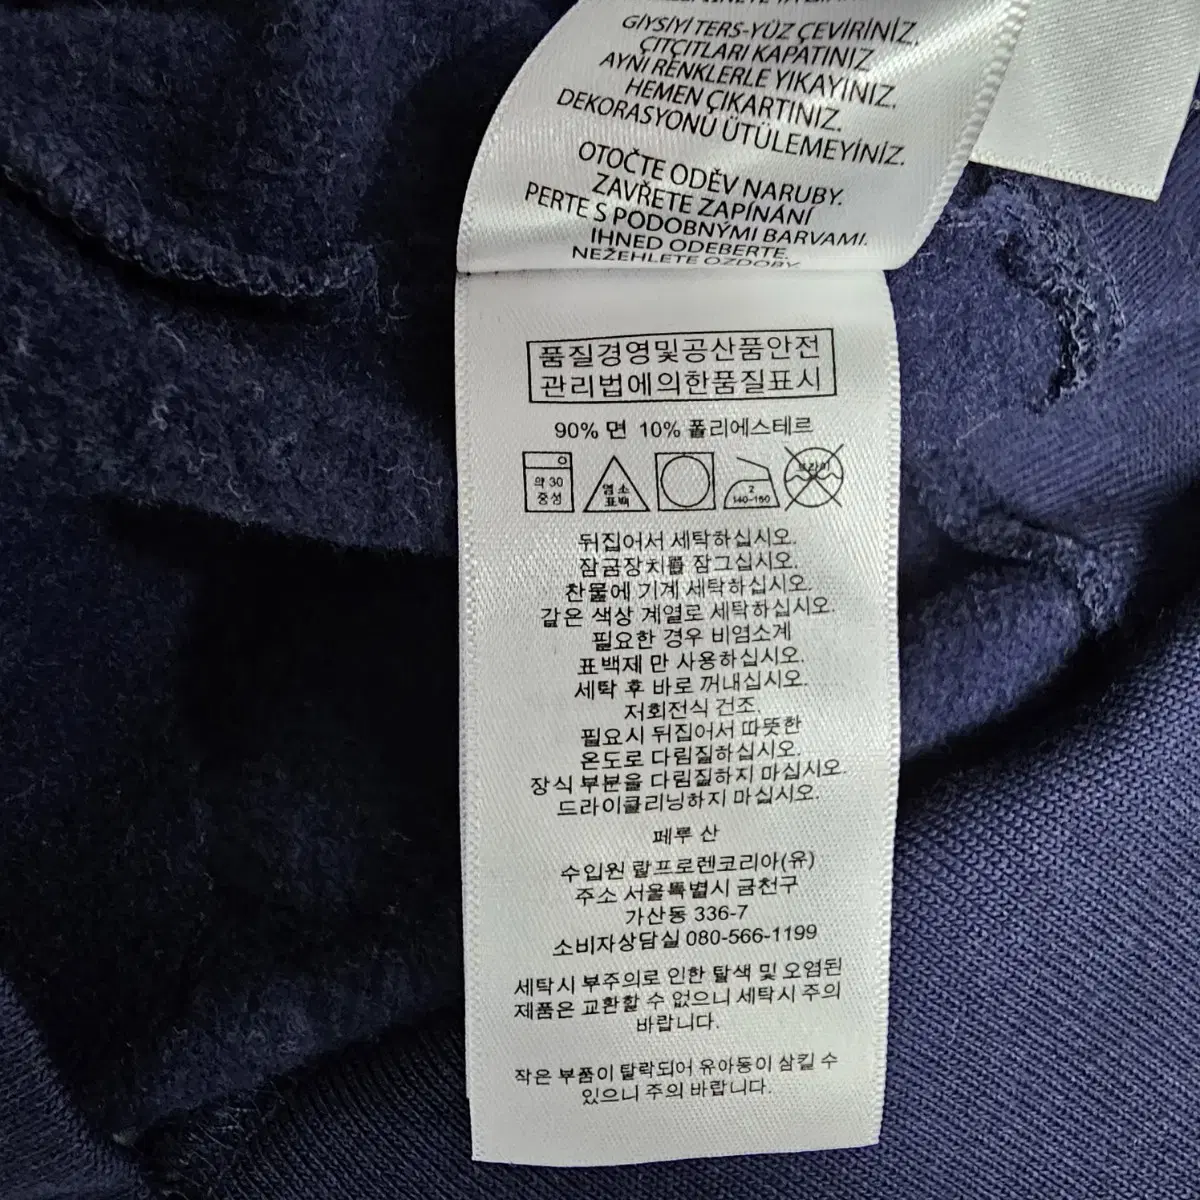 GİYSİYİ TERS-YÜZ ÇEVİRİNİZ.
ÇITÇITLARI KAPATINIZ.
AYNI RENKLERLE YIKAYINIZ.
HEMEN ÇIKARTINIZ.
DEKORASYONU ÜTÜLEMEYİNİZ.
OTOČTE ODĚV NARUBY.
ZAVŘETE ZAPÍNÁNÍ
PERTE S PODOBNÝMI BARVAMI.
IHNED ODEBERTE.
NEŽEHLETE OZDOBY.
품질경영및공산품안전
관리법에의한품질표시
90% 면 10% 폴리에스테르
약 30
중성
염 소
표백
2
140-160
드라이
뒤집어서 세탁하십시오.
잠금장치를 잠그십시오.
찬물에 기계 세탁하십시오.
같은 색상 계열로 세탁하십시오.
필요한 경우 비염소계
표백제 만 사용하십시오.
세탁 후 바로 꺼내십시오.
저회전식 건조.
필요시 뒤집어서 따뜻한
온도로 다림질하십시오.
장식 부분을 다림질하지 마십시오.
드라이클리닝하지 마십시오.
페루 산
수입원 랄프로렌코리아(유)
주소 서울특별시 금천구
가산동 336-7
소비자상담실 080-566-1199
세탁시 부주의로 인한 탈색 및 오염된
제품은 교환할 수 없으니 세탁시 주의
바랍니다.
작은 부품이 탈락되어 유아동이 삼킬 수
있으니 주의 바랍니다.